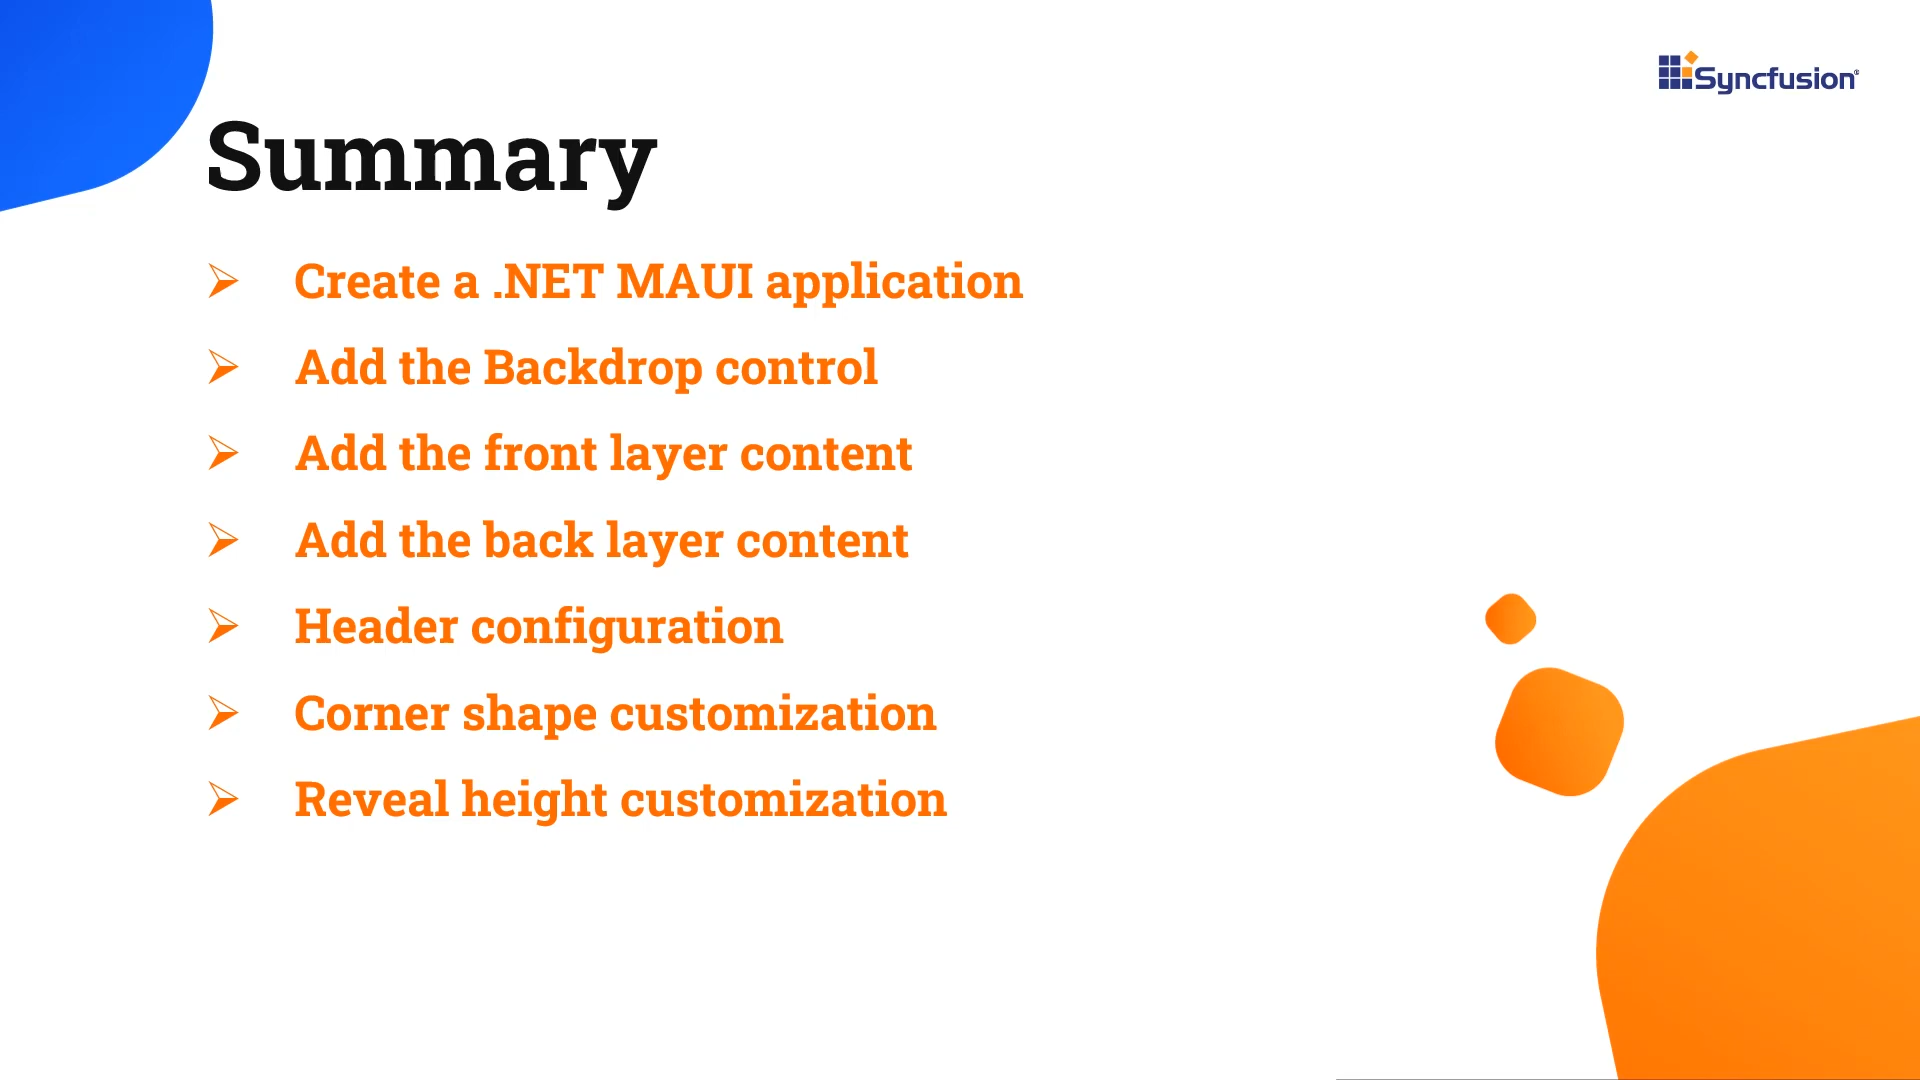 Syncfusion®
Summary
➢ Create a .NET MAUI application
➢ Add the Backdrop control
➢ Add the front layer content
➢ Add the back layer content
➢ Header configuration
➢ Corner shape customization
➢ Reveal height customization